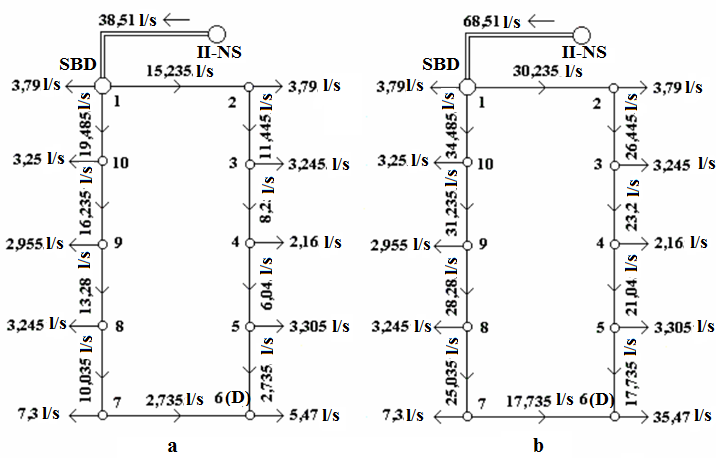 38,51 l/s
II-NS
SBD
15,235 l/s
3,79 l/s
3,79 l/s
1
2
19,485 l/s
11,445 l/s
3,25 l/s
10
3
3,245 l/s
16,235 l/s
8,2 l/s
2,955 l/s
9
4
2,16 l/s
13,28 l/s
6,04 l/s
3,245 l/s
8
5
3,305 l/s
10,035 l/s
2,735 l/s
7
2,735 l/s
6 (D)
7,3 l/s
5,47 l/s
a
68,51 l/s
II-NS
SBD
30,235 l/s
3,79 l/s
3,79 l/s
1
2
34,485 l/s
26,445 l/s
3,25 l/s
10
3
3,245 l/s
31,235 l/s
23,2 l/s
2,955 l/s
9
4
2,16 l/s
28,28 l/s
21,04 l/s
3,245 l/s
8
5
3,305 l/s
25,035 l/s
17,735 l/s
7
17,735 l/s
6 (D)
7,3 l/s
35,47 l/s
b